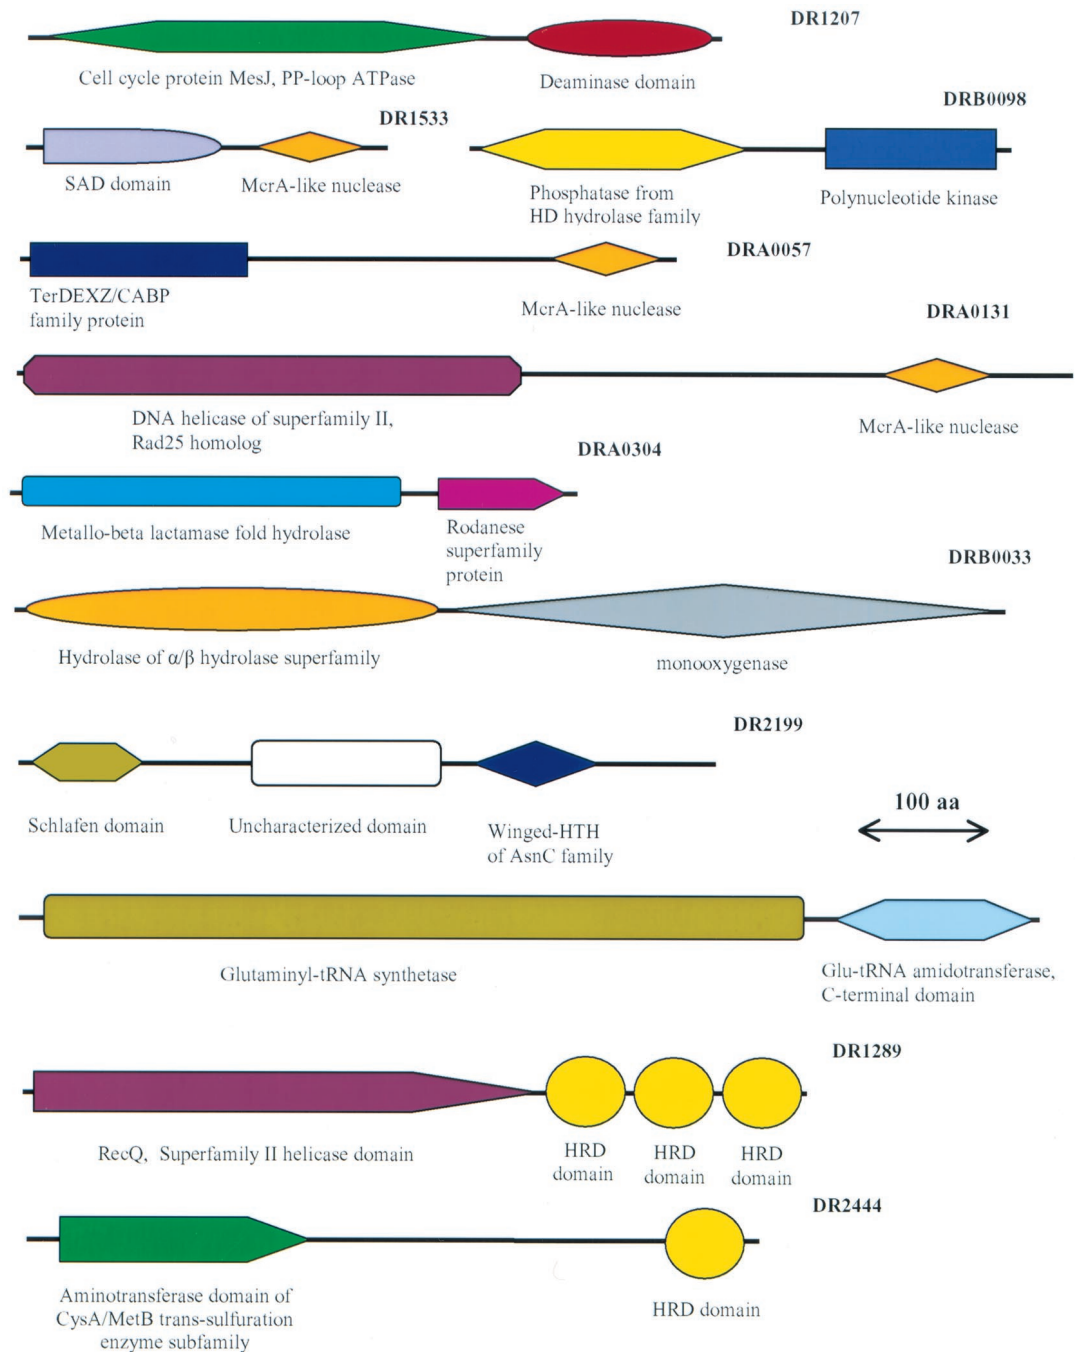 DR1207
Cell cycle protein MesJ, PP-loop ATPase
Deaminase domain
DR1533
DRB0098
SAD domain
McrA-like nuclease
Phosphatase from
HD hydrolase family
Polynucleotide kinase
DRA0057
TerDEXZ/CABP
family protein
McrA-like nuclease
DRA0131
DNA helicase of superfamily II,
Rad25 homolog
McrA-like nuclease
DRA0304
Metallo-beta lactamase fold hydrolase
Rodanese
superfamily
protein
DRB0033
Hydrolase of α/β hydrolase superfamily
monooxygenase
DR2199
Schlafen domain
Uncharacterized domain
Winged-HTH
of AsnC family
100 aa
Glutaminyl-tRNA synthetase
Glu-tRNA amidotransferase,
C-terminal domain
DR1289
RecQ, Superfamily II helicase domain
HRD
domain
HRD
domain
HRD
domain
DR2444
Aminotransferase domain of
CysA/MetB trans-sulfuration
enzyme subfamily
HRD domain